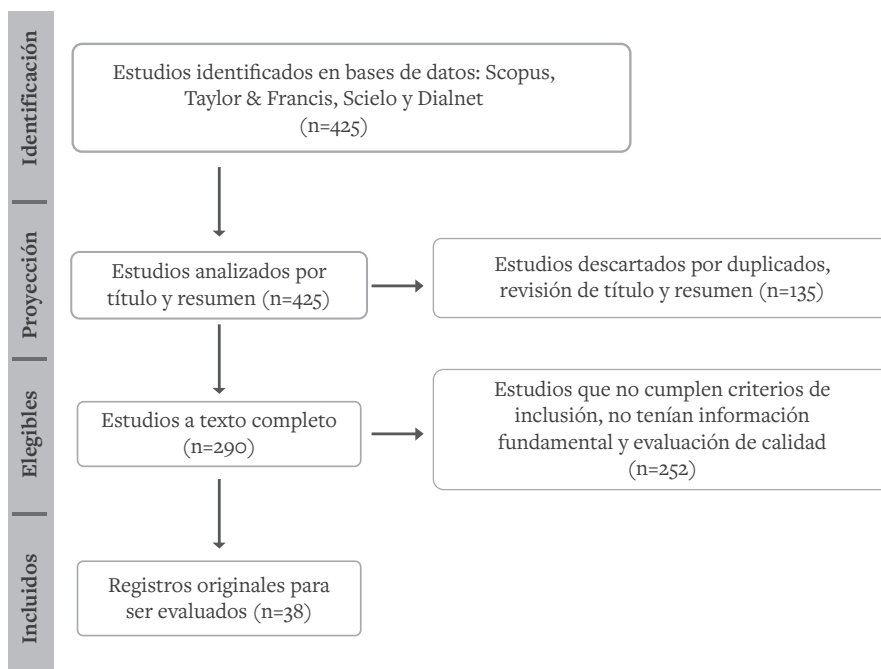 Identificación
Estudios identificados en bases de datos: Scopus,
Taylor & Francis, Scielo y Dialnet
(n=425)
Proyección
Estudios analizados por
título y resumen (n=425)
Estudios descartados por duplicados,
revisión de título y resumen (n=135)
Elegibles
Estudios a texto completo
(n=290)
Estudios que no cumplen criterios de
inclusión, no tenían información
fundamental y evaluación de calidad
(n=252)
Incluidos
Registros originales para
ser evaluados (n=38)